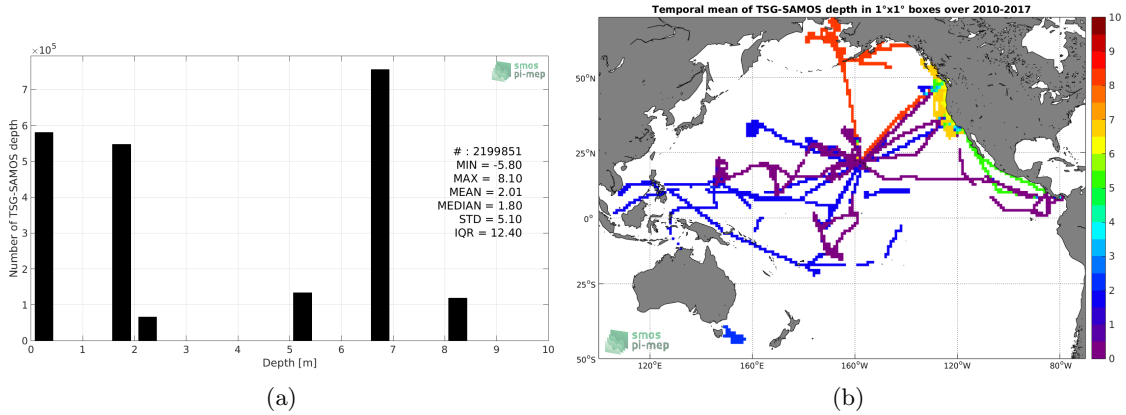 ×10⁵
7
6
5
4
3
2
1
0
Number of TSG-SAMOS depth
smos
pi-mep
# : 2199851
MIN = -5.80
MAX = 8.10
MEAN = 2.01
MEDIAN = 1.80
STD = 5.10
IQR = 12.40
0 1 2 3 4 5 6 7 8 9 10
Depth [m]
(a)
Temporal mean of TSG-SAMOS depth in 1°x1° boxes over 2010-2017
50°N
25°N
0°
25°S
50°S
smos
pi-mep
120°E 160°E 160°W 120°W 80°W
10
9
8
7
6
5
4
3
2
1
0
(b)